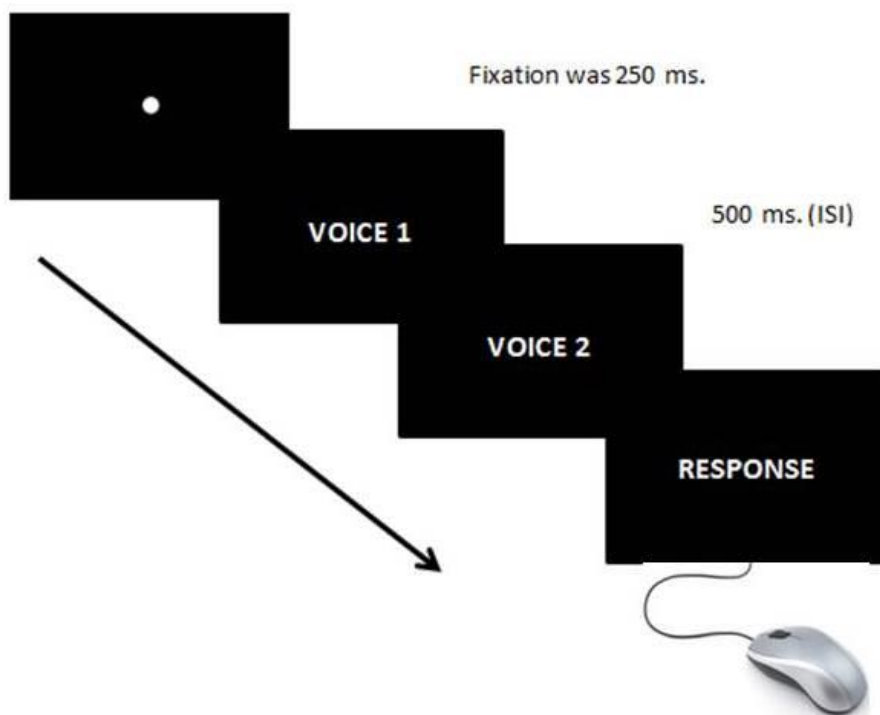 Fixation was 250 ms.
500 ms. (ISI)
VOICE 1
VOICE 2
RESPONSE